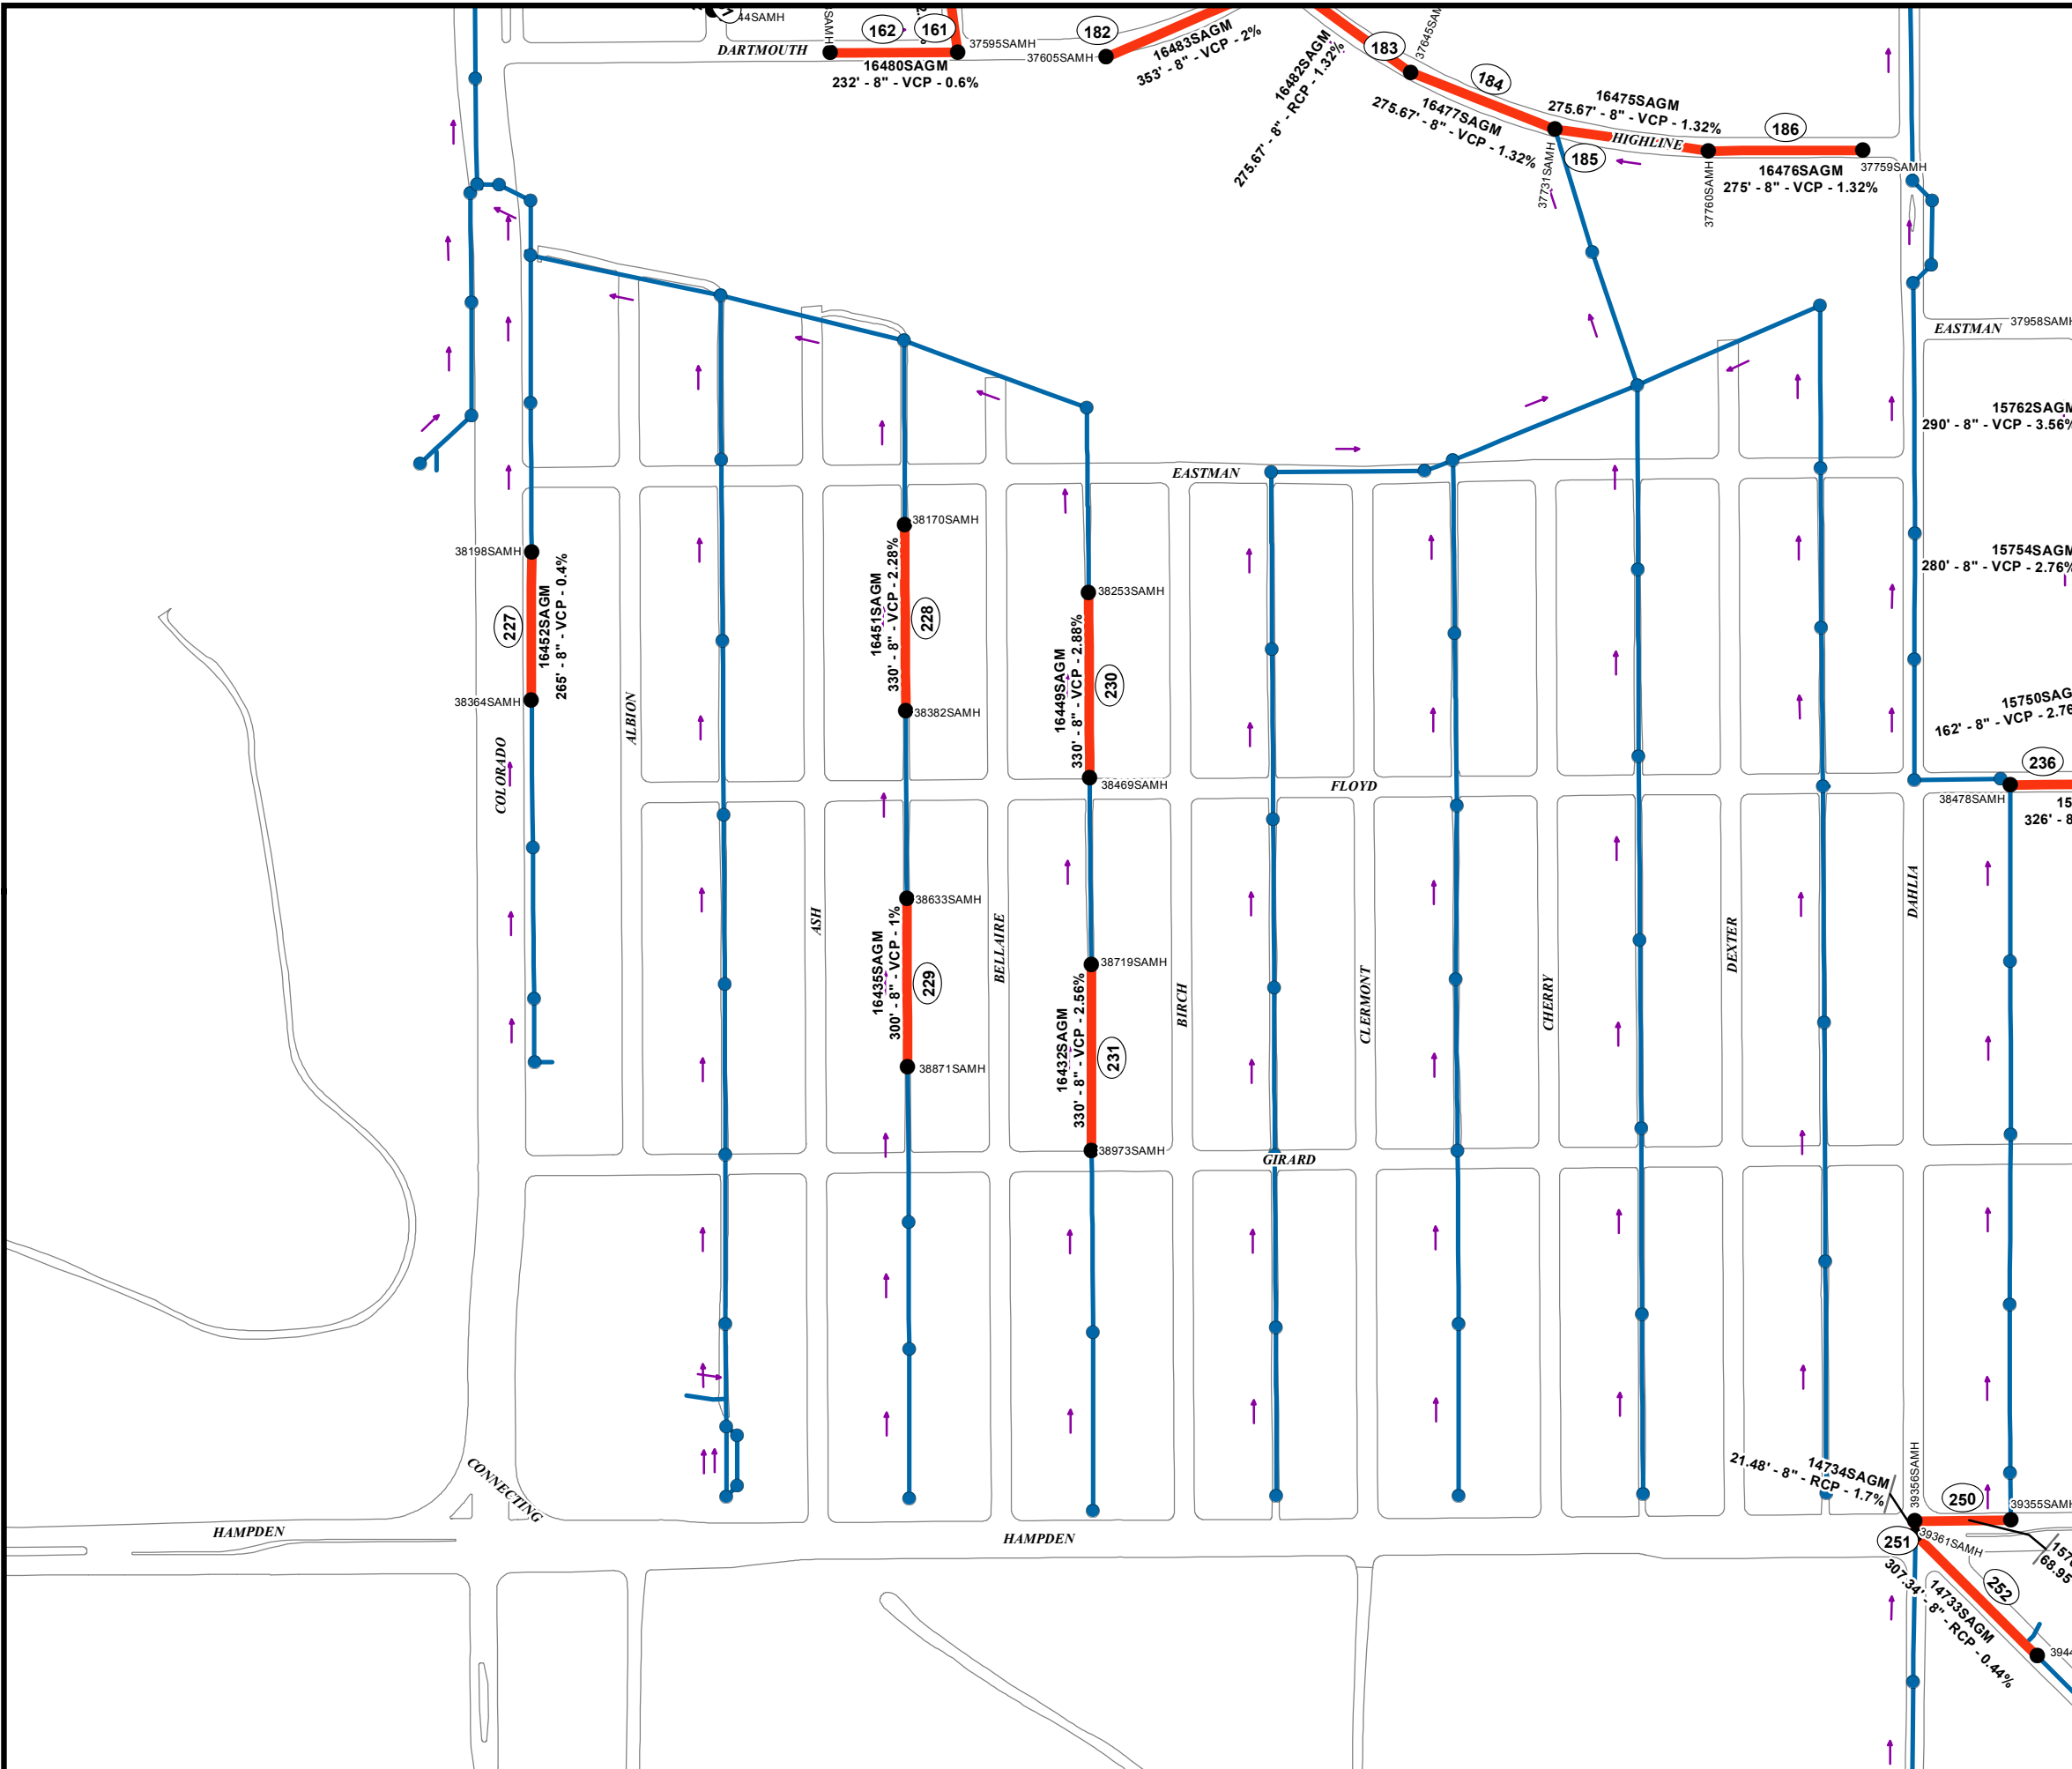 44SAMH
SAMH
162
161
37595SAMH
DARTMOUTH
16480SAGM
232' - 8" - VCP - 0.6%
182
37605SAMH
16483SAGM
353' - 8" - VCP - 2%
16482SAGM
275.67' - 8" - RCP - 1.32%
183
37645SAM
184
16477SAGM
275.67' - 8" - VCP - 1.32%
16475SAGM
275.67' - 8" - VCP - 1.32%
HIGHLINE
185
186
37731SAMH
37760SAMH
37759SAMH
16476SAGM
275' - 8" - VCP - 1.32%
EASTMAN
37958SAMH
15762SAGM
290' - 8" - VCP - 3.56%
EASTMAN
38170SAMH
38198SAMH
227
16452SAGM
265' - 8" - VCP - 0.4%
38364SAMH
16451SAGM
330' - 8" - VCP - 2.28%
228
38382SAMH
38253SAMH
16449SAGM
330' - 8" - VCP - 2.88%
230
38469SAMH
15754SAGM
280' - 8" - VCP - 2.76%
15750SAG
162' - 8" - VCP - 2.76
236
38478SAMH
15
326' - 8
COLORADO
ALBION
FLOYD
ASH
BELLAIRE
BIRCH
CLERMONT
CHERRY
DEXTER
DAHLIA
38633SAMH
16435SAGM
300' - 8" - VCP - 1%
229
38871SAMH
38719SAMH
16432SAGM
330' - 8" - VCP - 2.56%
231
38973SAMH
GIRARD
CONNECTING
HAMPDEN
HAMPDEN
14734SAGM
21.48' - 8" - RCP - 1.7%
39356SAMH
250
39355SAMH
251
39361SAMH
1576
68.95
252
14733SAGM
307.34' - 8" - RCP - 0.44%
3944